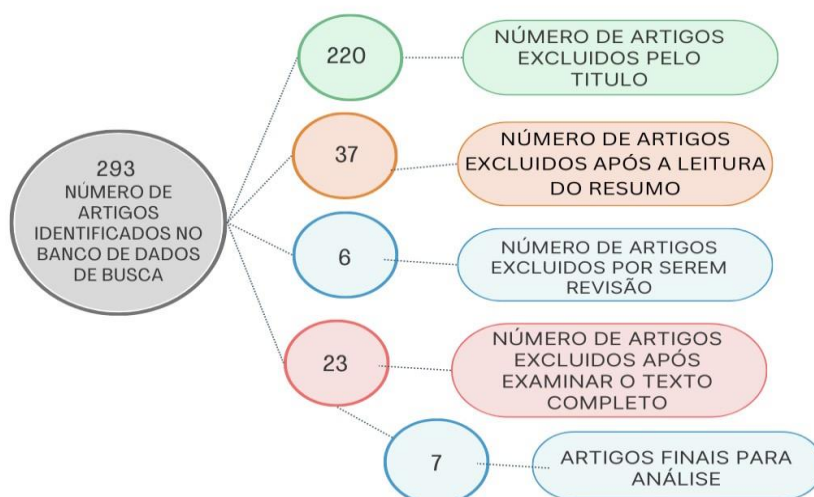 293
NÚMERO DE
ARTIGOS
IDENTIFICADOS NO
BANCO DE DADOS
DE BUSCA
220
NÚMERO DE ARTIGOS
EXCLUIDOS PELO
TITULO
37
NÚMERO DE ARTIGOS
EXCLUIDOS APÓS A LEITURA
DO RESUMO
6
NÚMERO DE ARTIGOS
EXCLUIDOS POR SEREM
REVISÃO
23
NÚMERO DE ARTIGOS
EXCLUIDOS APÓS
EXAMINAR O TEXTO
COMPLETO
7
ARTIGOS FINAIS PARA
ANÁLISE